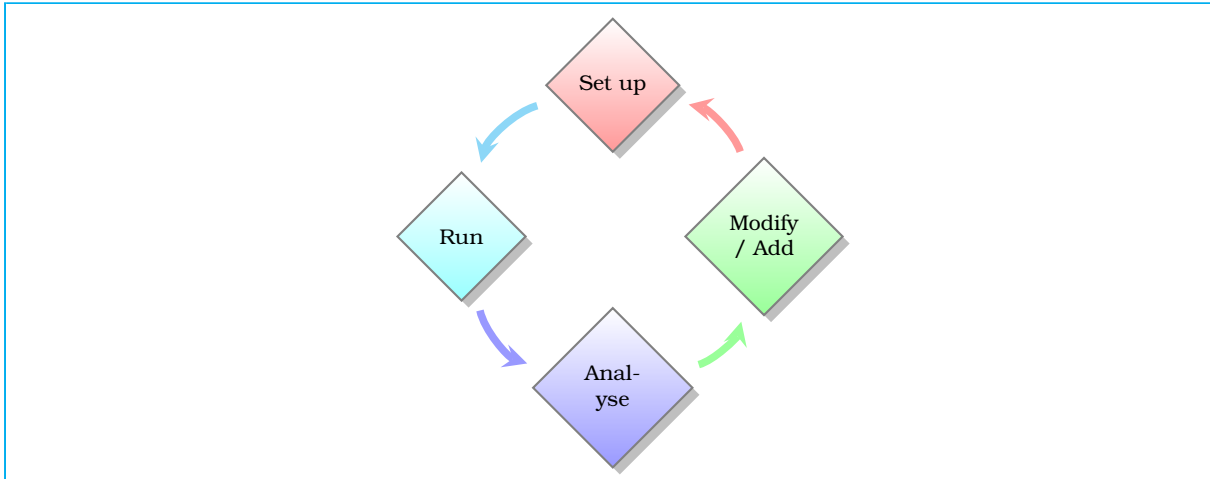 Set up
Run
Modify
/ Add
Anal-
yse